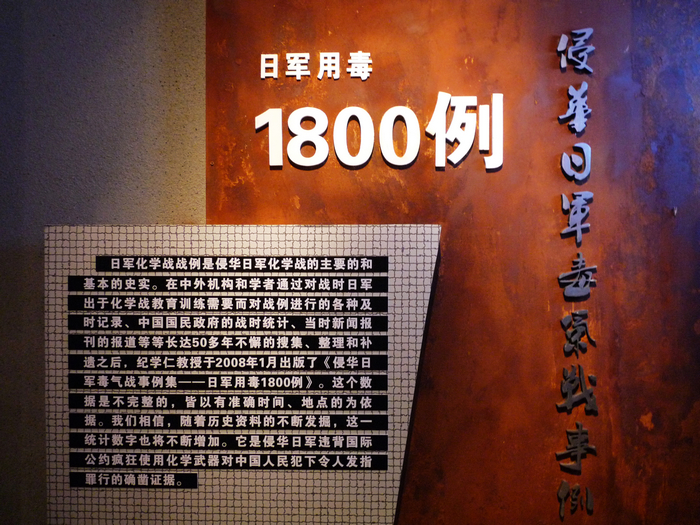 日军用毒
1800例
侵華日軍毒氣戰事例
日军化学战战例是侵华日军化学战的主要的和
基本的史实。在中外机构和学者通过对战时日军
出于化学战教育训练需要而对战例进行的各种及
时记录、中国国民政府的战时统计、当时新闻报
刊的报道等等长达50多年不懈的搜集、整理和补
遗之后，纪学仁教授于2008年1月出版了《侵华日
军毒气战事例集——日军用毒1800例》。这个数
据是不完整的，皆以有准确时间、地点的为依
据。我们相信，随着历史资料的不断发掘，这一
统计数字也将不断增加。它是侵华日军违背国际
公约疯狂使用化学武器对中国人民犯下令人发指
罪行的确凿证据。